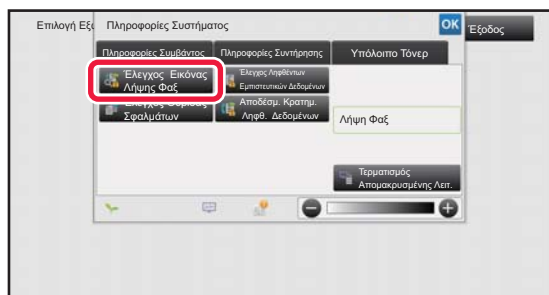 Επιλογή Εξ
Πληροφορίες Συστήματος
OK
Έξοδος
Πληροφορίες Συμβάντος
Πληροφορίες Συντήρησης
Υπόλοιπο Τόνερ
Έλεγχος Εικόνας
Λήψης Φαξ
Έλεγχος Ληφθέντων
Εμπιστευτικών Δεδομένων
Σφαλμάτων
Αποδέσμ. Κρατημ.
Ληφθ. Δεδομένων
Λήψη Φαξ
Τερματισμός
Απομακρυσμένης Λειτ.